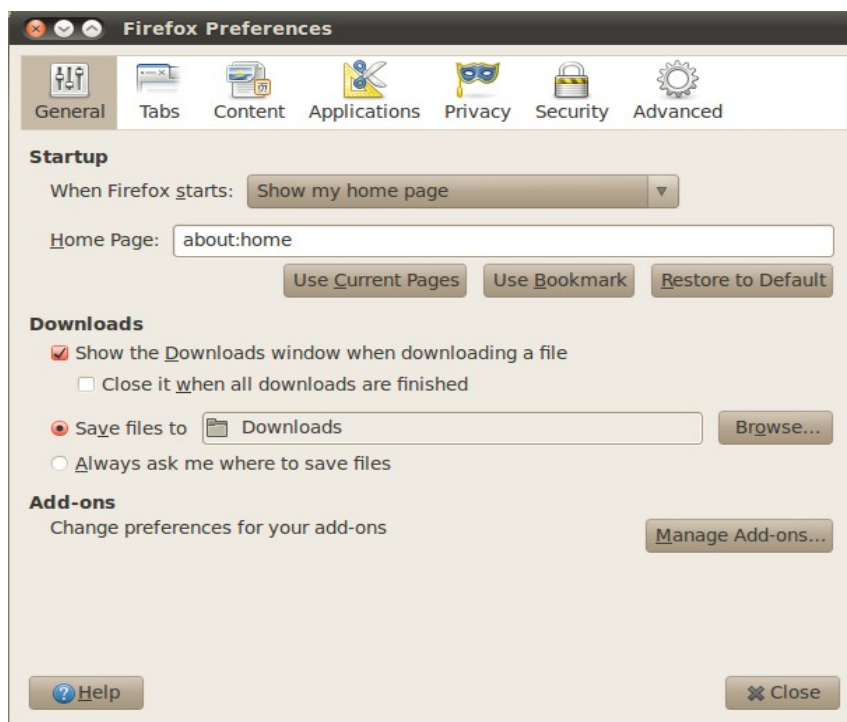 Firefox Preferences
General Tabs Content Applications Privacy Security Advanced
Startup
When Firefox starts: Show my home page
Home Page: about:home
Use Current Pages Use Bookmark Restore to Default
Downloads
Show the Downloads window when downloading a file
Close it when all downloads are finished
Save files to Downloads Browse...
Always ask me where to save files
Add-ons
Change preferences for your add-ons
Manage Add-ons...
Help Close